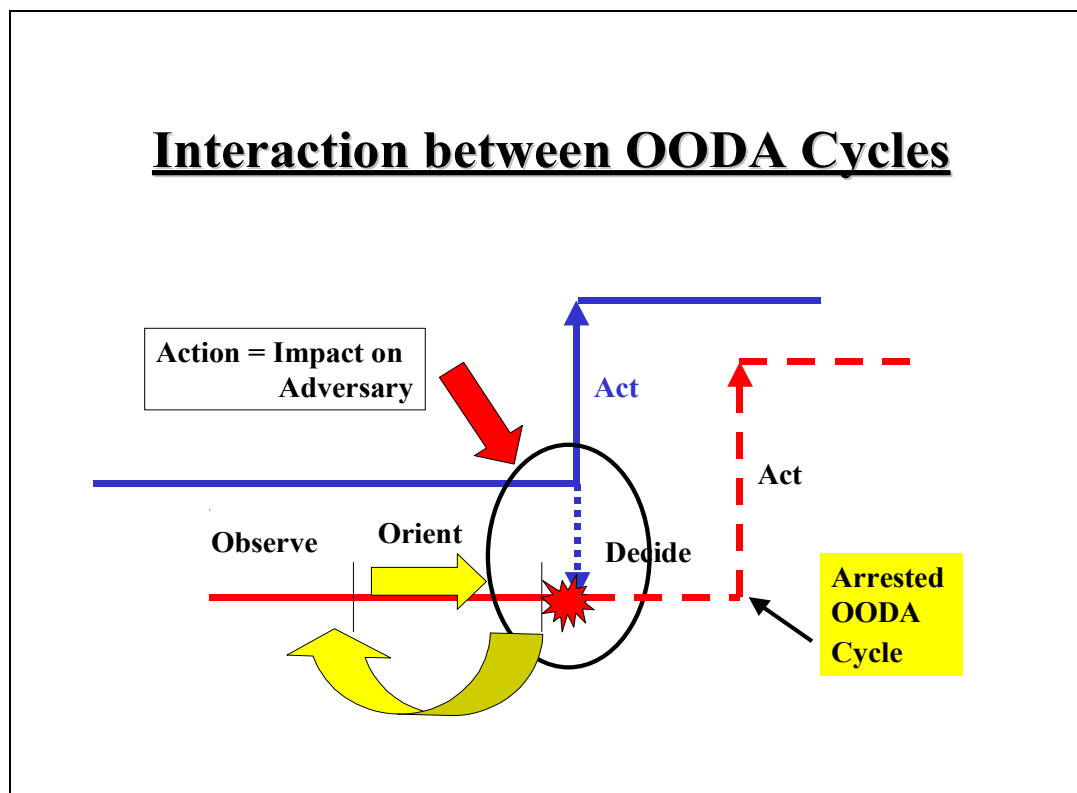 Interaction between OODA Cycles
Action = Impact on
Adversary
Act
Act
Observe
Orient
Decide
Arrested
OODA
Cycle